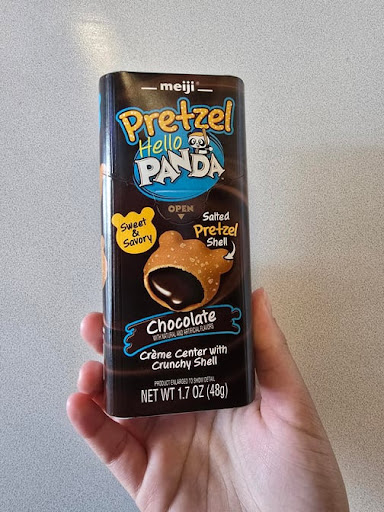 meiji
Pretzel
Hello
PANDA
OPEN
Sweet
&
Savory
Salted
Pretzel
Shell
Chocolate
WITH NATURAL AND ARTIFICIAL FLAVORS
Crème Center with
Crunchy Shell
PRODUCT ENLARGED TO SHOW DETAIL
NET WT 1.7 OZ (48g)